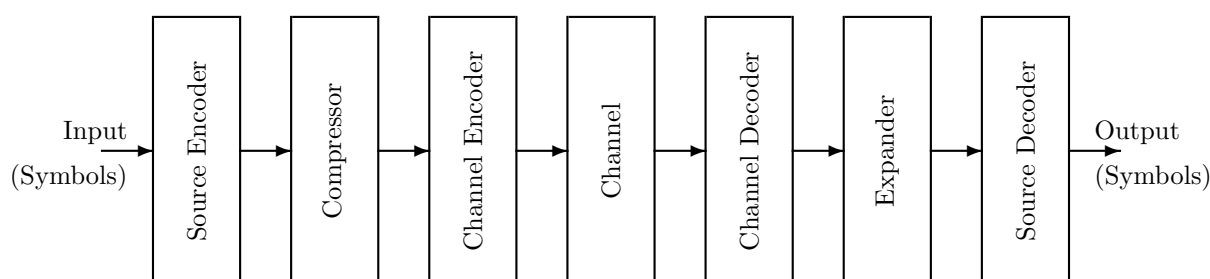 Input
(Symbols)
Source Encoder
Compressor
Channel Encoder
Channel
Channel Decoder
Expander
Source Decoder
Output
(Symbols)